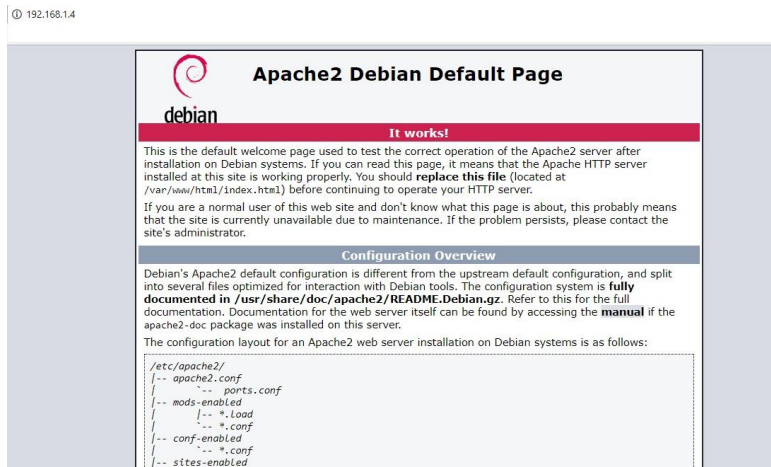 192.168.1.4
debian
Apache2 Debian Default Page
It works!
This is the default welcome page used to test the correct operation of the Apache2 server after
installation on Debian systems. If you can read this page, it means that the Apache HTTP server
installed at this site is working properly. You should replace this file (located at
/var/www/html/index.html) before continuing to operate your HTTP server.
If you are a normal user of this web site and don't know what this page is about, this probably means
that the site is currently unavailable due to maintenance. If the problem persists, please contact the
site's administrator.
Configuration Overview
Debian's Apache2 default configuration is different from the upstream default configuration, and split
into several files optimized for interaction with Debian tools. The configuration system is fully
documented in /usr/share/doc/apache2/README.Debian.gz. Refer to this for the full
documentation. Documentation for the web server itself can be found by accessing the manual if the
apache2-doc package was installed on this server.
The configuration layout for an Apache2 web server installation on Debian systems is as follows:
/etc/apache2/
|-- apache2.conf
|       `--  ports.conf
|-- mods-enabled
|       |-- *.load
|       `-- *.conf
|-- conf-enabled
|       `-- *.conf
|-- sites-enabled